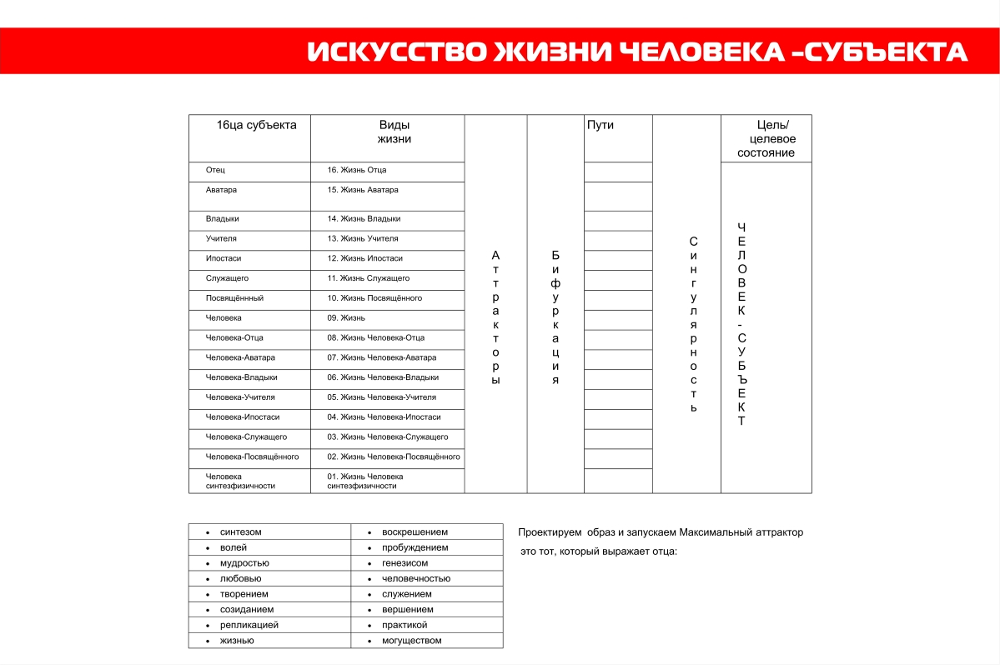 ИСКУССТВО ЖИЗНИ ЧЕЛОВЕКА -СУБЪЕКТА
16ца субъекта
Виды
жизни
Пути
Цель/
целевое
состояние
Отец
16. Жизнь Отца
Аватара
15. Жизнь Аватара
Владыки
14. Жизнь Владыки
Учителя
13. Жизнь Учителя
Ипостаси
12. Жизнь Ипостаси
Служащего
11. Жизнь Служащего
Посвящённный
10. Жизнь Посвящённого
Человека
09. Жизнь
Человека-Отца
08. Жизнь Человека-Отца
Человека-Аватара
07. Жизнь Человека-Аватара
Человека-Владыки
06. Жизнь Человека-Владыки
Человека-Учителя
05. Жизнь Человека-Учителя
Человека-Ипостаси
04. Жизнь Человека-Ипостаси
Человека-Служащего
03. Жизнь Человека-Служащего
Человека-Посвящённого
02. Жизнь Человека-Посвящённого
Человека
синтезфизичности
01. Жизнь Человека
синтезфизичности
Аттракторы
Бифуркация
Сингулярность
ЧЕЛОВЕК-СУБЪЕКТ
• синтезом
• воскрешением
• волей
• пробуждением
• мудростью
• генезисом
• любовью
• человечностью
• творением
• служением
• созиданием
• вершением
• репликацией
• практикой
• жизнью
• могуществом
Проектируем образ и запускаем Максимальный аттрактор
это тот, который выражает отца: